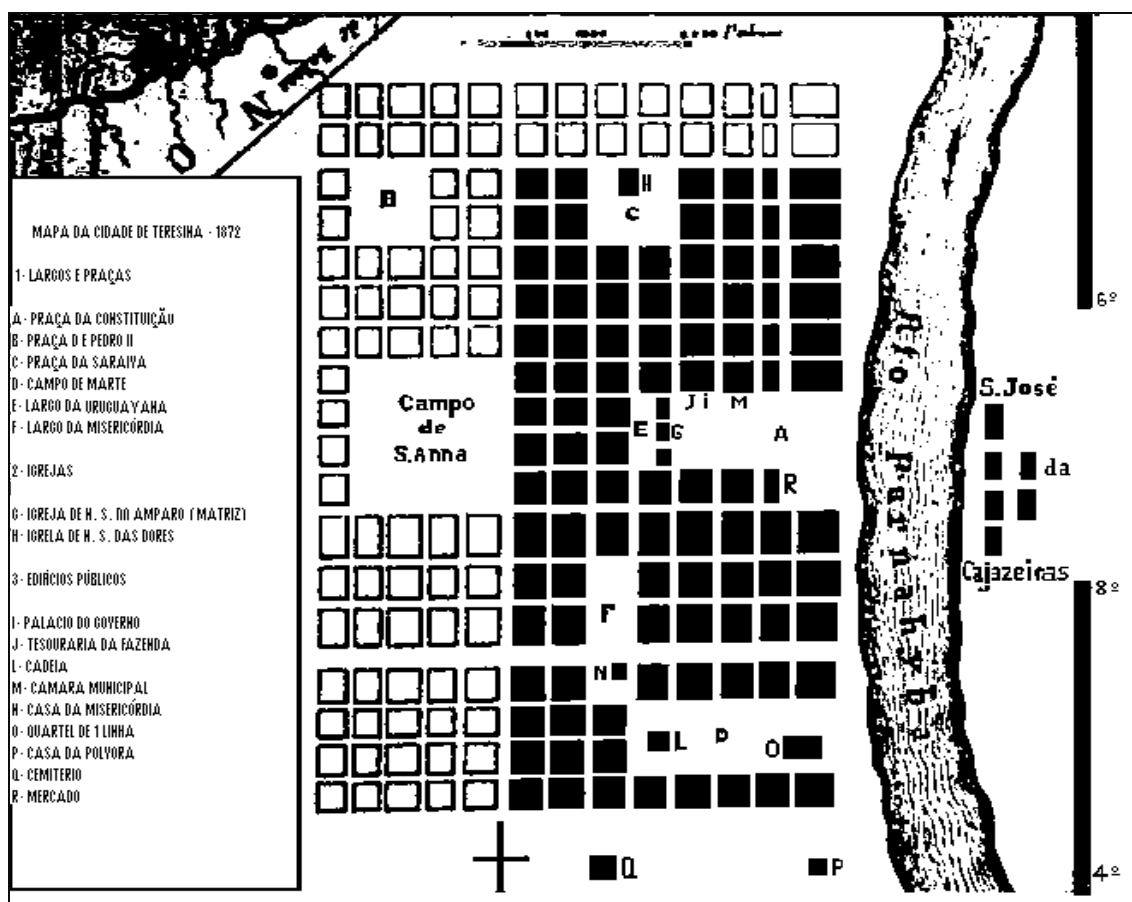 MAPA DA CIDADE DE TERESINA - 1872
1- LARGOS E PRAÇAS
A- PRAÇA DA CONSTITUIÇÃO
B- PRAÇA D E PEDRO II
C- PRAÇA DA SARAIVA
D- CAMPO DE MARTE
E- LARGO DA URUGUAYANA
F- LARGO DA MISERICÓRDIA
2- IGREJAS
G- IGREJA DE N. S. DO AMPARO (MATRIZ)
H- IGRELA DE N. S. DAS DORES
3- EDIFÍCIOS PÚBLICOS
I- PALACIO DO GOVERNO
J- TESOURARIA DA FAZENDA
L- CADEIA
M- CAMARA MUNICIPAL
N- CASA DA MISERICÓRDIA
O- QUARTEL DE 1 LINHA
P- CASA DA POLVORA
Q- CEMITERIO
R- MERCADO
O N
B
H
C
Campo
de
S.Anna
J i M
E G A
R
F
N
L D O
Q P
Rio Parnahyba
6º
S.José
da
Cajazeiras
8º
4º